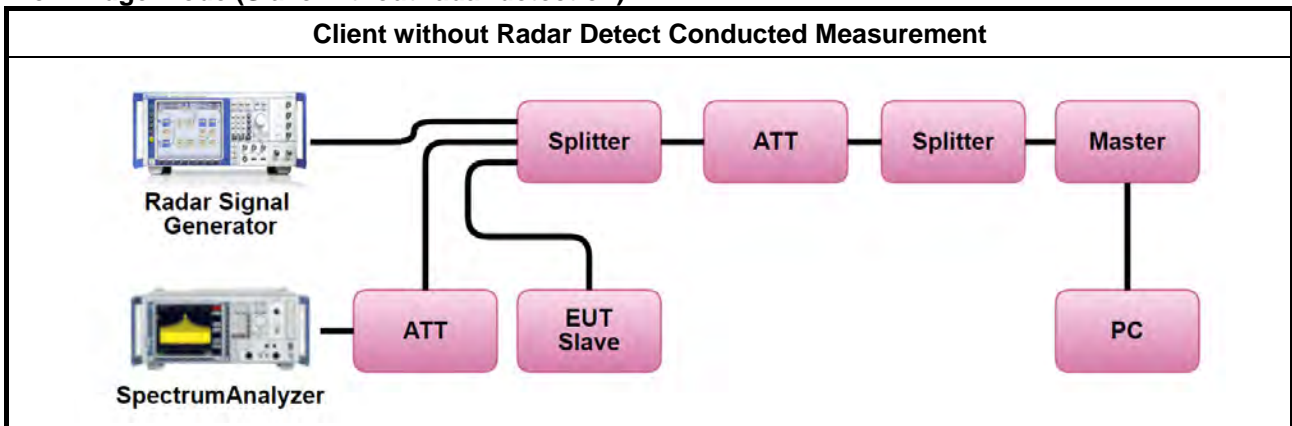 Client without Radar Detect Conducted Measurement
Radar Signal
Generator
Splitter
ATT
Splitter
Master
SpectrumAnalyzer
ATT
EUT
Slave
PC